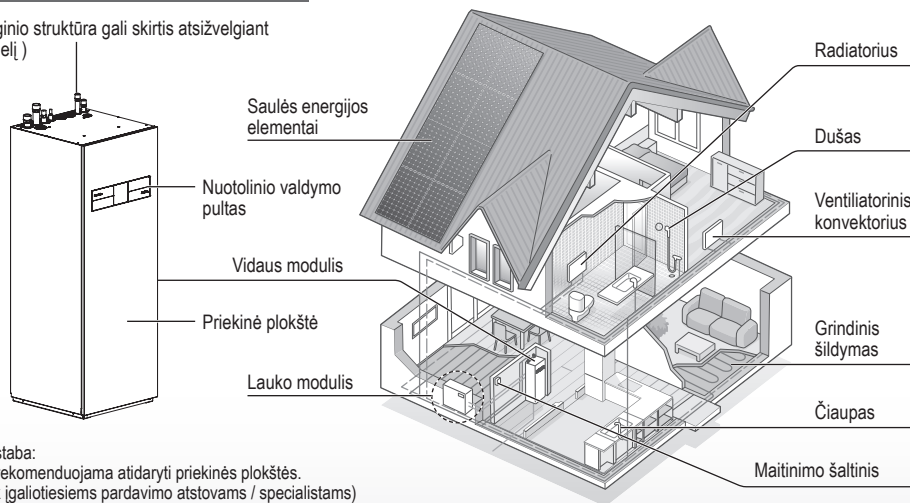 ginio struktūra gali skirtis atsižvelgiant
elį )
Saulės energijos
elementai
Nuotolinio valdymo
pultas
Vidaus modulis
Priekinė plokštė
Lauko modulis
Radiatorius
Dušas
Ventiliatorinis
konvektorius
Grindinis
šildymas
Čiaupas
Maitinimo šaltinis
staba:
rekomenduojama atidaryti priekinės plokštės.
įgaliotiesiems pardavimo atstovams / specialistams)